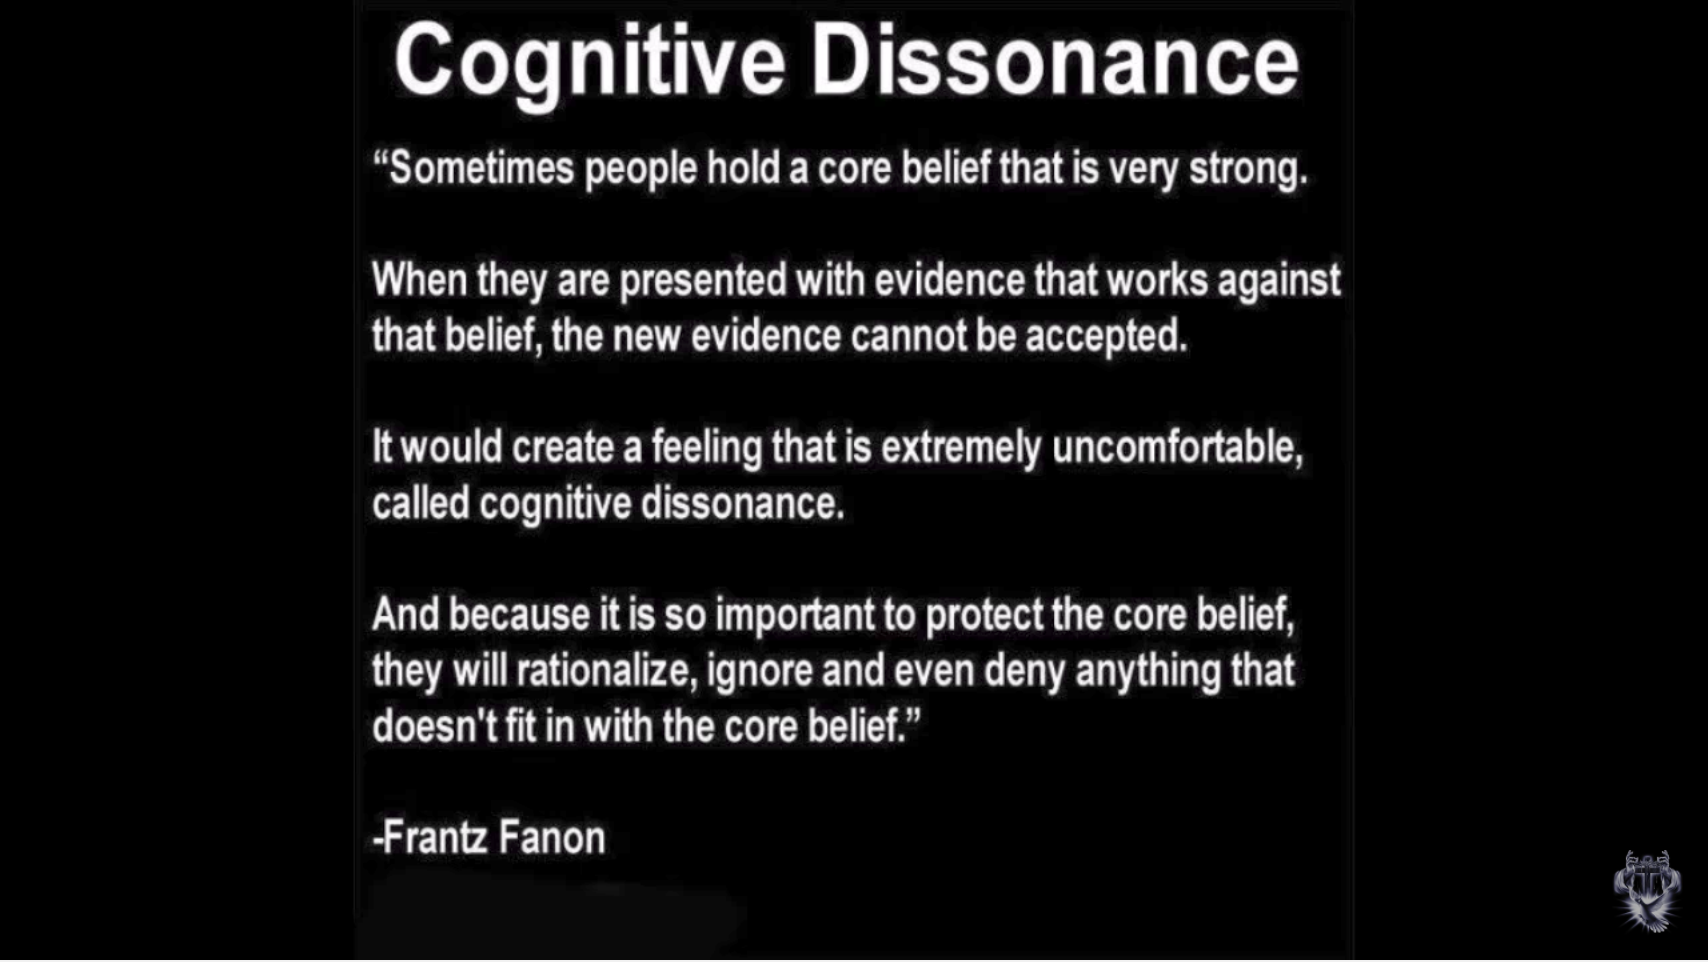 Cognitive Dissonance
“Sometimes people hold a core belief that is very strong.
When they are presented with evidence that works against
that belief, the new evidence cannot be accepted.
It would create a feeling that is extremely uncomfortable,
called cognitive dissonance.
And because it is so important to protect the core belief,
they will rationalize, ignore and even deny anything that
doesn't fit in with the core belief.”
-Frantz Fanon